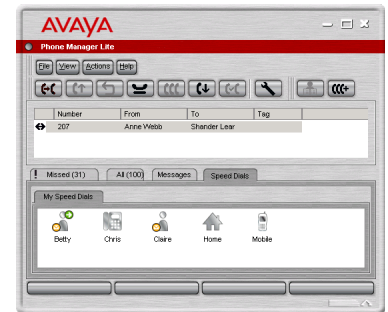 AVAYA
Phone Manager Lite
File View Actions Help
Number From To Tag
207 Anne Webb Shander Lear
! Missed (31) All (100) Messages Speed Dials
My Speed Dials
Betty Chris Claire Home Mobile